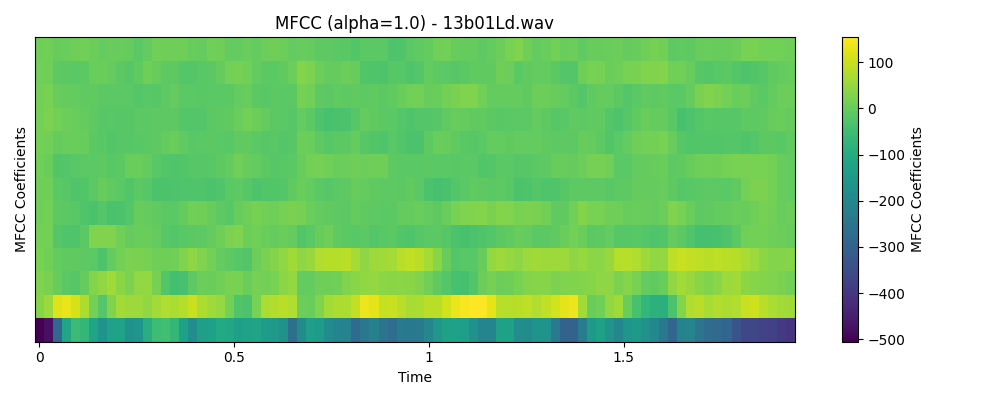 MFCC (alpha=1.0) - 13b01Ld.wav
MFCC Coefficients
0
0.5
1
1.5
Time
100
0
−100
−200
−300
−400
−500
MFCC Coefficients